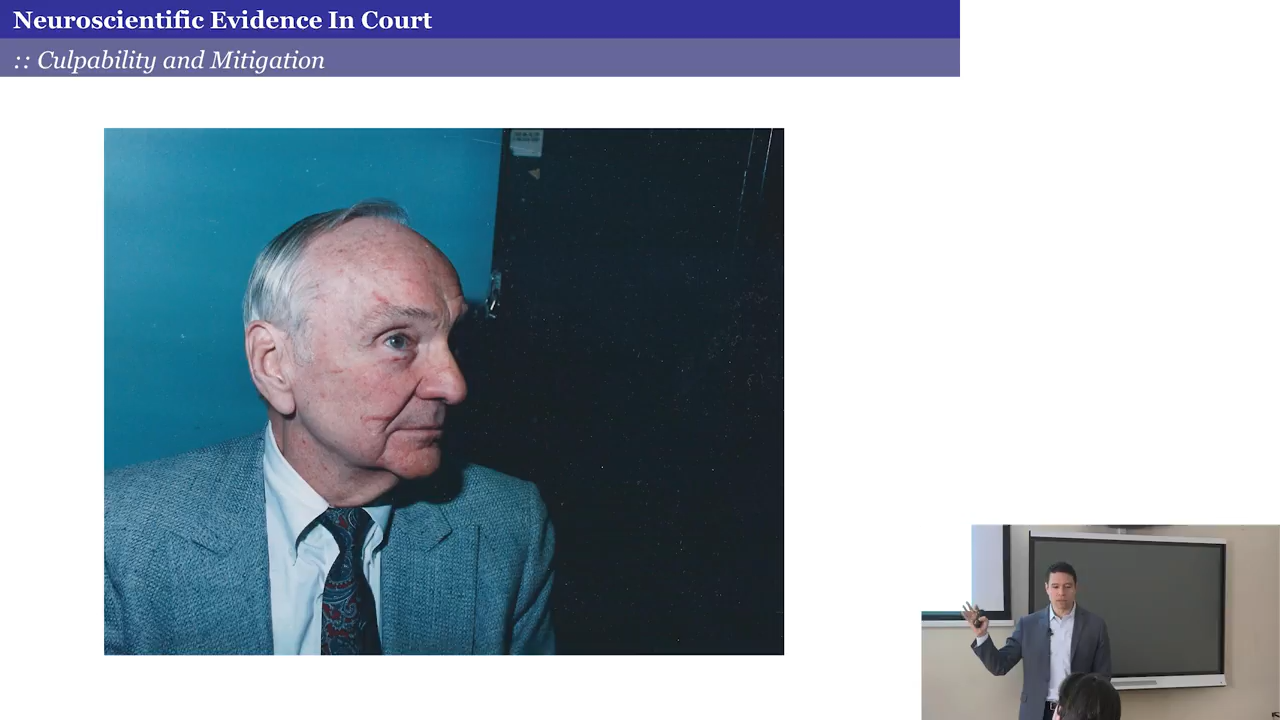 Neuroscientific Evidence In Court
:: Culpability and Mitigation